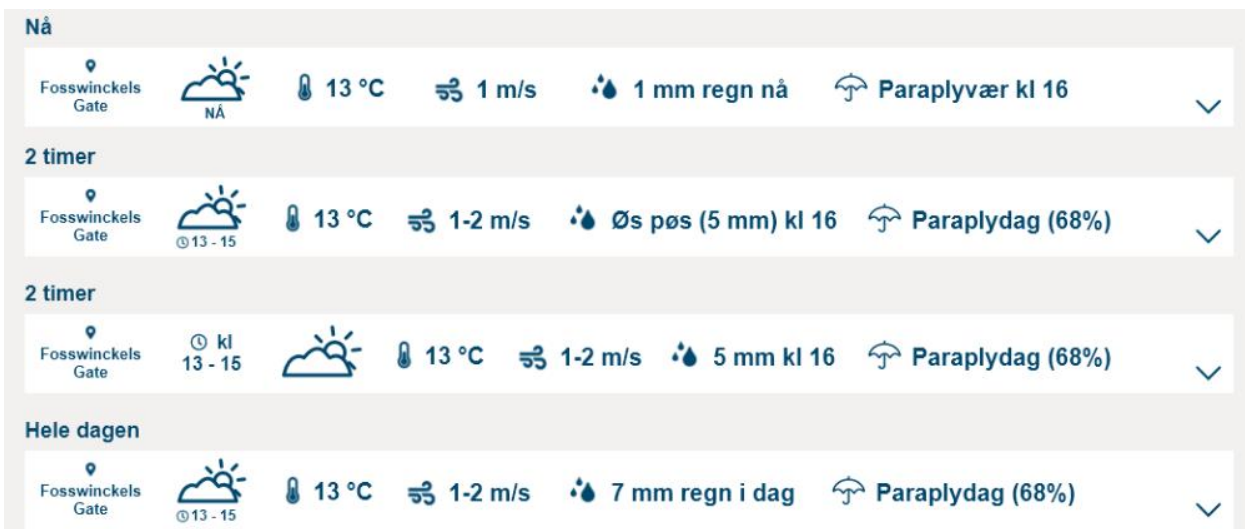 Nå
Fosswinckels
Gate
NÅ
13 °C
1 m/s
1 mm regn nå
Paraplyvær kl 16
2 timer
Fosswinckels
Gate
13 - 15
13 °C
1-2 m/s
Øs pøs (5 mm) kl 16
Paraplydag (68%)
2 timer
Fosswinckels
Gate
kl
13 - 15
13 °C
1-2 m/s
5 mm kl 16
Paraplydag (68%)
Hele dagen
Fosswinckels
Gate
13 - 15
13 °C
1-2 m/s
7 mm regn i dag
Paraplydag (68%)